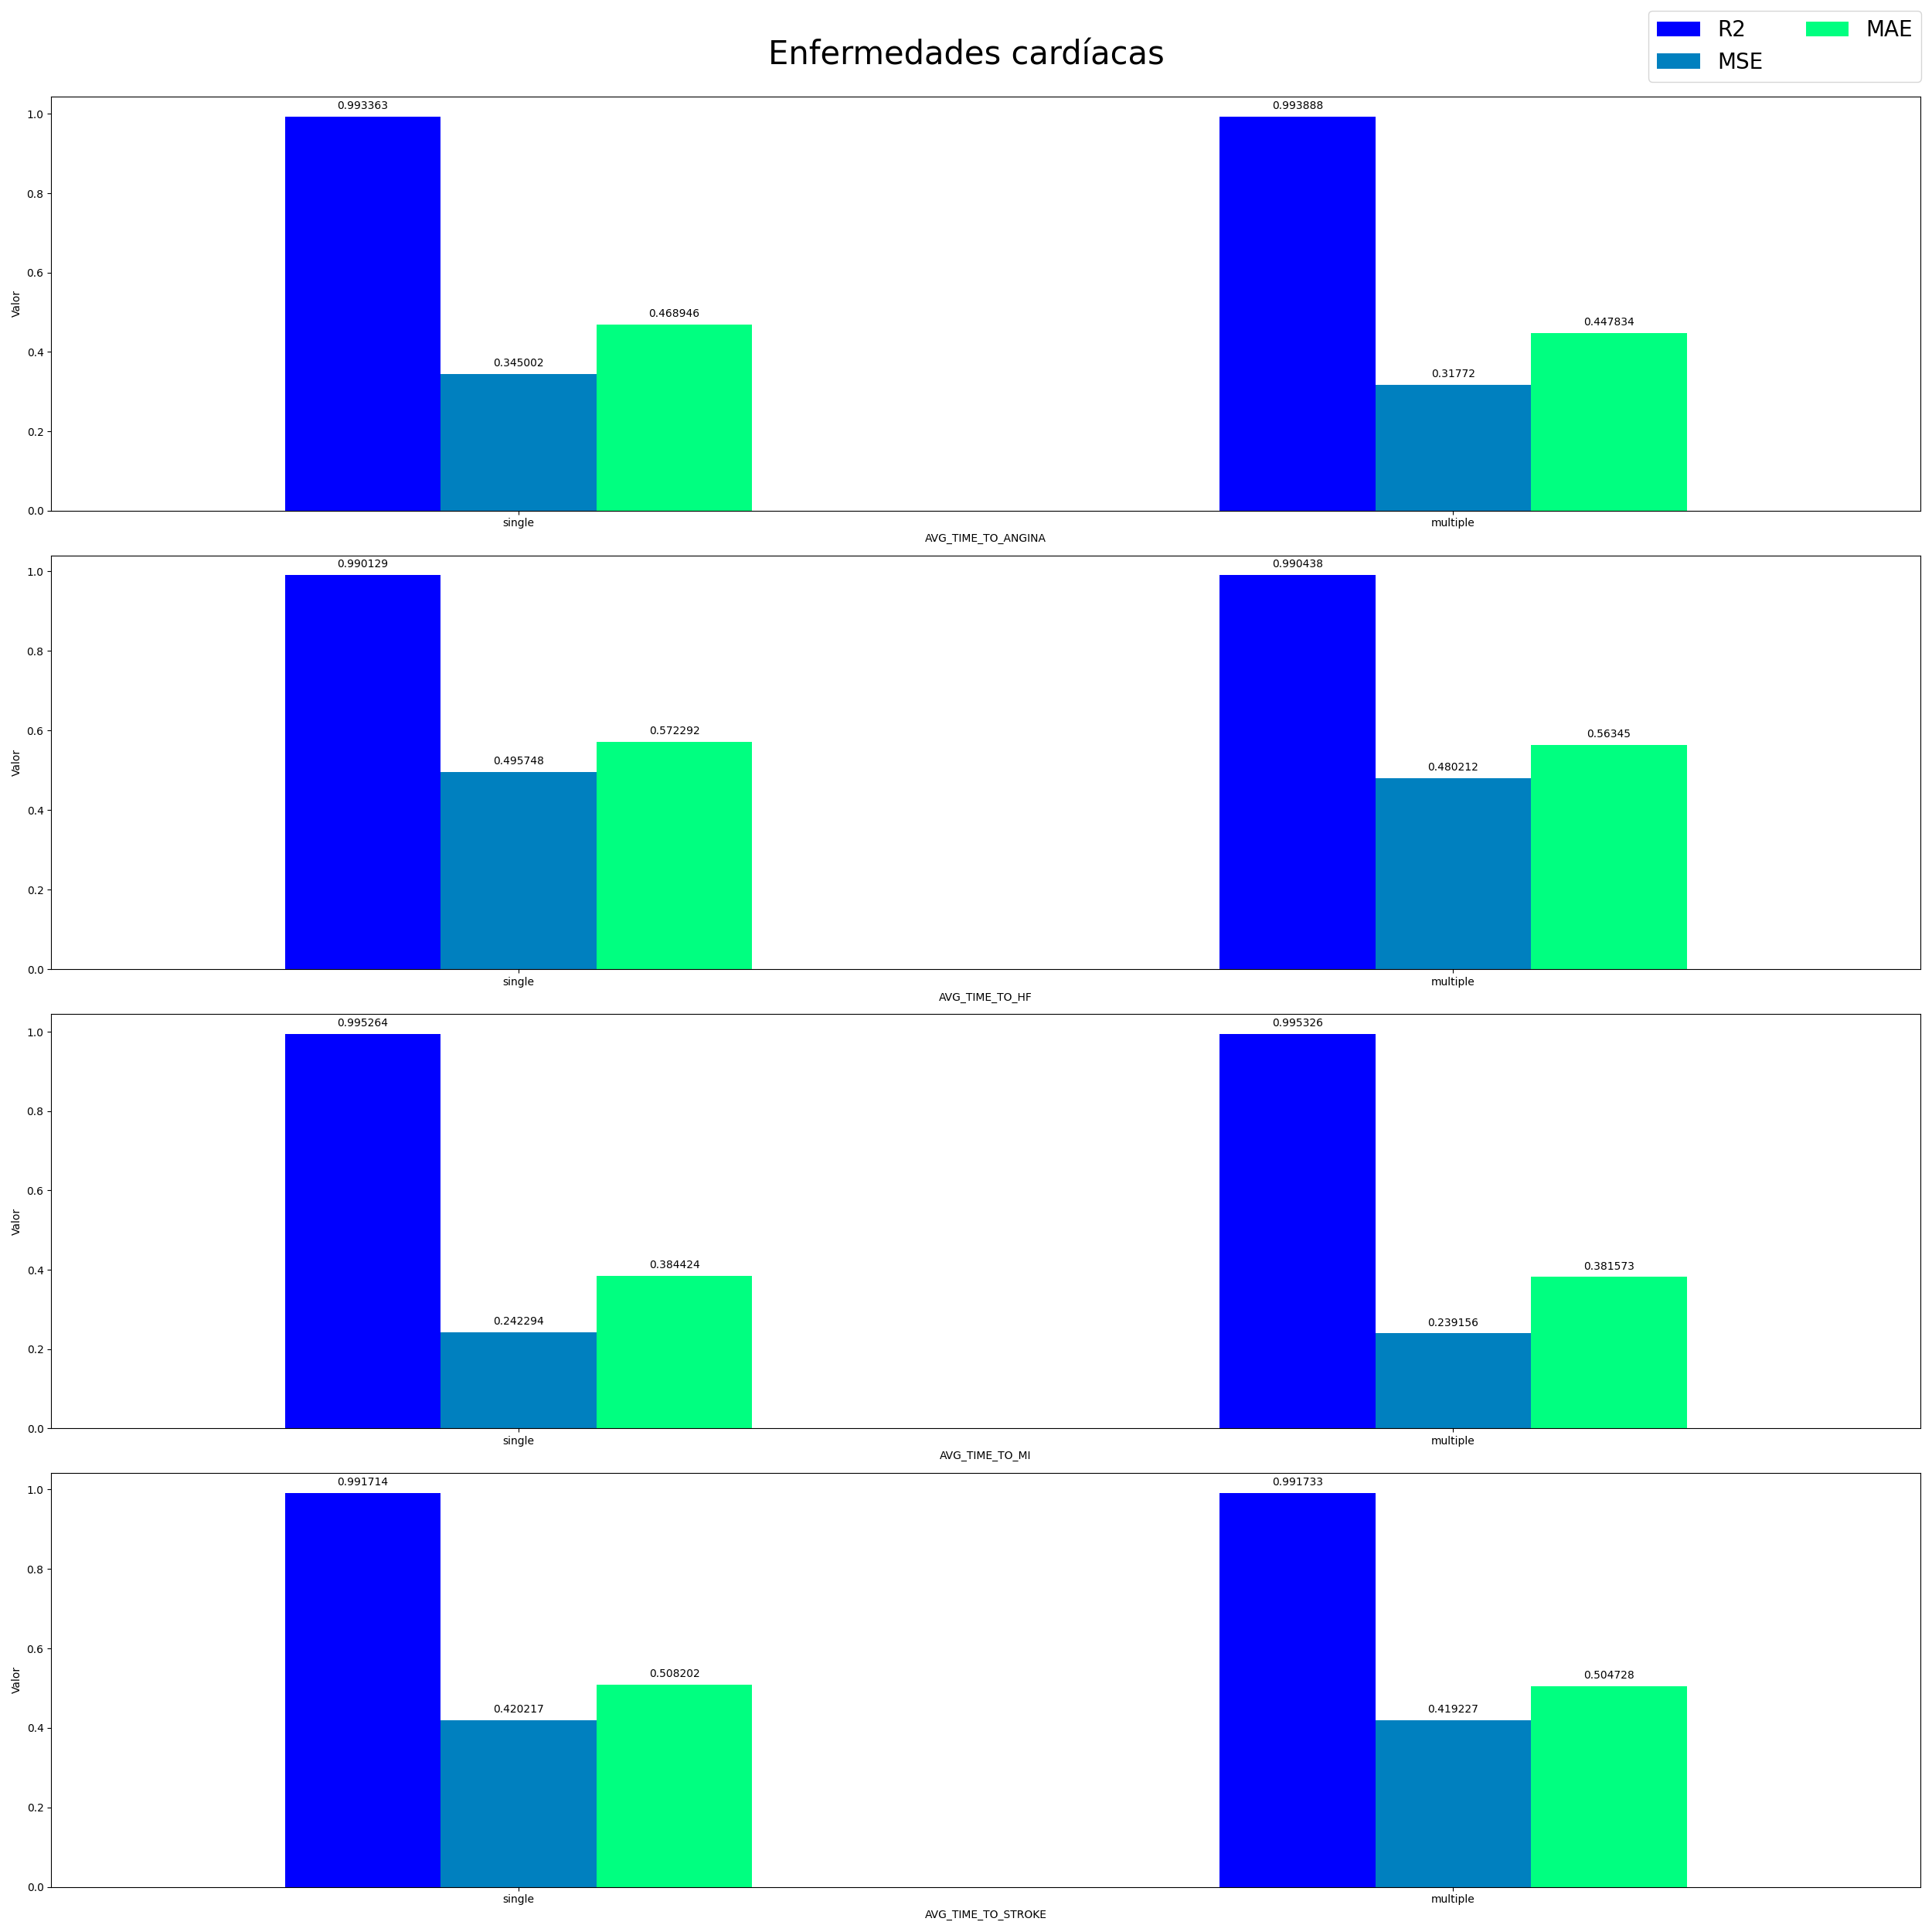 Enfermedades cardíacas
R2
MSE
MAE
0.993363
0.993888
1.0
0.8
0.6
0.468946
0.447834
0.345002
0.31772
0.4
0.2
0.0
Valor
single
multiple
AVG_TIME_TO_ANGINA
0.990129
0.990438
1.0
0.8
0.6
0.572292
0.56345
0.495748
0.480212
0.4
0.2
0.0
Valor
single
multiple
AVG_TIME_TO_HF
0.995264
0.995326
1.0
0.8
0.6
0.4
0.384424
0.381573
0.242294
0.239156
0.2
0.0
Valor
single
multiple
AVG_TIME_TO_MI
0.991714
0.991733
1.0
0.8
0.6
0.508202
0.504728
0.420217
0.419227
0.4
0.2
0.0
Valor
single
multiple
AVG_TIME_TO_STROKE